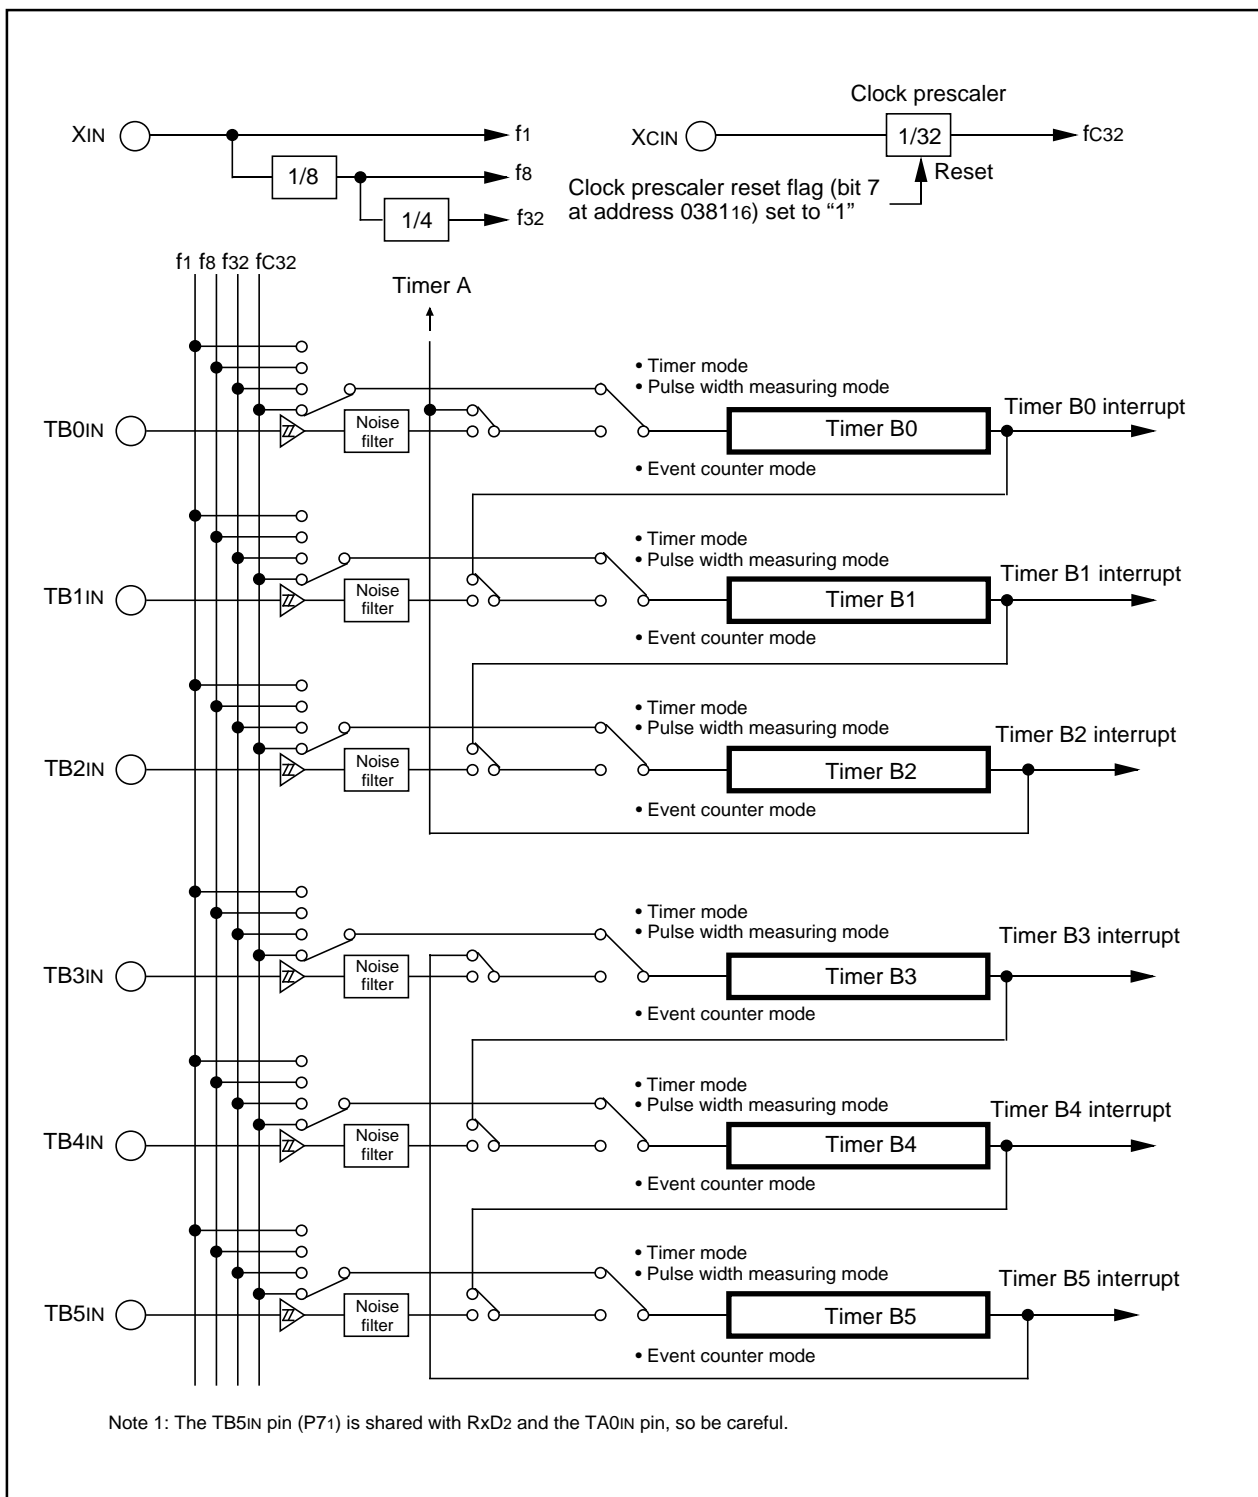 Clock prescaler
XIN
f1
XCIN
1/32
fC32
1/8
f8
Reset
Clock prescaler reset flag (bit 7
at address 038116) set to “1”
1/4
f32
f1 f8 f32 fC32
Timer A
• Timer mode
• Pulse width measuring mode
TB0IN
Noise
filter
Timer B0
Timer B0 interrupt
• Event counter mode
• Timer mode
• Pulse width measuring mode
TB1IN
Noise
filter
Timer B1
Timer B1 interrupt
• Event counter mode
• Timer mode
• Pulse width measuring mode
TB2IN
Noise
filter
Timer B2
Timer B2 interrupt
• Event counter mode
• Timer mode
• Pulse width measuring mode
TB3IN
Noise
filter
Timer B3
Timer B3 interrupt
• Event counter mode
• Timer mode
• Pulse width measuring mode
TB4IN
Noise
filter
Timer B4
Timer B4 interrupt
• Event counter mode
• Timer mode
• Pulse width measuring mode
TB5IN
Noise
filter
Timer B5
Timer B5 interrupt
• Event counter mode
Note 1: The TB5IN pin (P71) is shared with RxD2 and the TA0IN pin, so be careful.